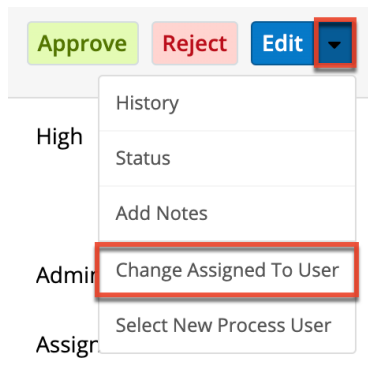 Approve Reject Edit
History
High
Status
Add Notes
Change Assigned To User
Select New Process User